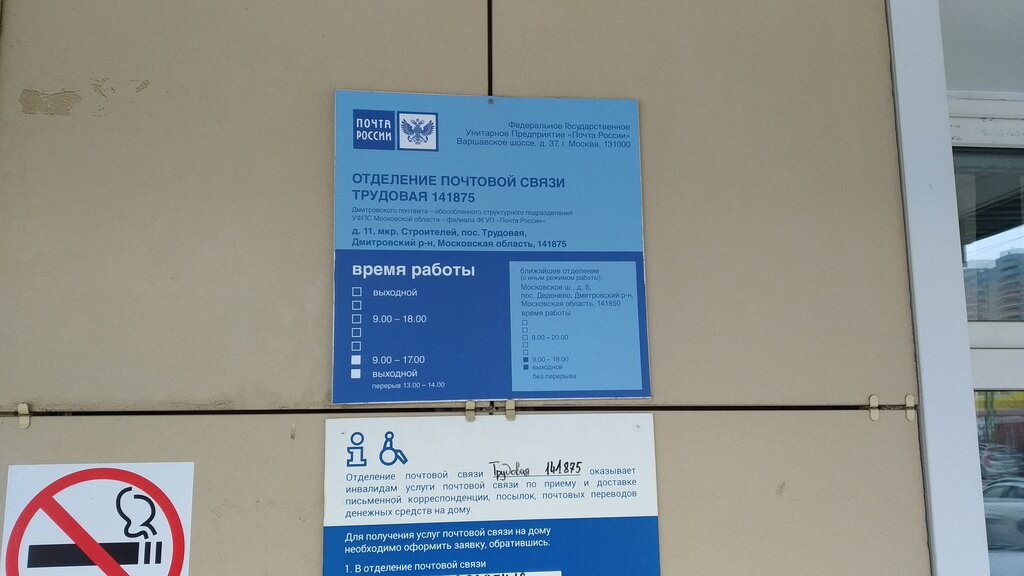 ПОЧТА
РОССИИ
Федеральное Государственное
Унитарное Предприятие «Почта России»
Варшавское шоссе, д. 37, г. Москва, 131000
ОТДЕЛЕНИЕ ПОЧТОВОЙ СВЯЗИ
ТРУДОВАЯ 141875
Дмитровского почтамта – обособленного структурного подразделения
УФПС Московской области – филиала ФГУП «Почта России»
д. 11, мкр. Строителей, пос. Трудовая,
Дмитровский р-н, Московская область, 141875
время работы
выходной
9.00 – 18.00
9.00 – 17.00
выходной
перерыв 13.00 – 14.00
ближайшее отделение
(с иным режимом работы):
Московское ш., д. 5,
пос. Деденево, Дмитровский р-н,
Московская область, 141850
время работы
8.00 – 20.00
9.00 – 18.00
выходной
без перерыва
Отделение почтовой связи Трудовая 141875 оказывает
инвалидам услуги почтовой связи по приему и доставке
письменной корреспонденции, посылок, почтовых переводов
денежных средств на дому.
Для получения услуг почтовой связи на дому
необходимо оформить заявку, обратившись:
1. В отделение почтовой связи